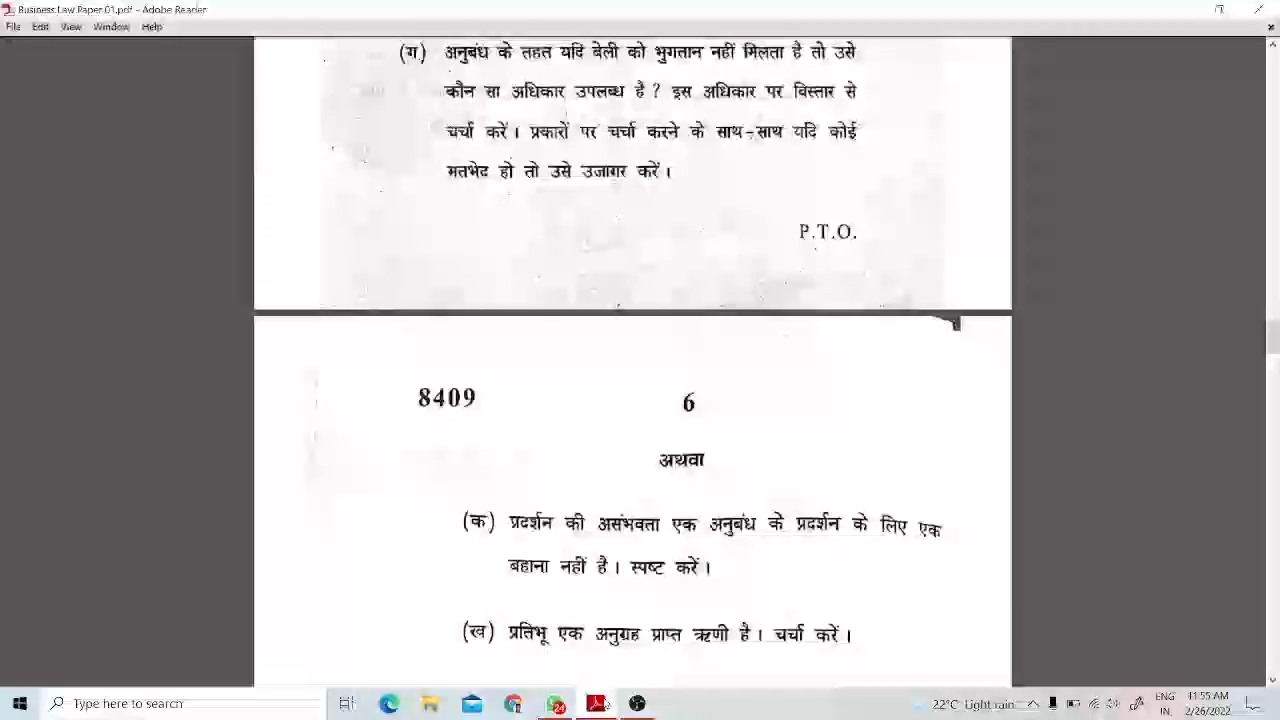 Business Law Paper 01.pdf - Adobe Reader
File Edit View Window Help
(ग) अनुबंध के तहत यदि बेली को भुगतान नहीं मिलता है तो उसे
कौन सा अधिकार उपलब्ध है? इस अधिकार पर विस्तार से
चर्चा करें। प्रकारों पर चर्चा करने के साथ-साथ यदि कोई
मतभेद हो तो उसे उजागर करें।
P.T.O.
8409 6
अथवा
(क) प्रदर्शन की असंभवता एक अनुबंध के प्रदर्शन के लिए एक
बहाना नहीं है। स्पष्ट करें।
(ख) प्रतिभू एक अनुग्रह प्राप्त ऋणी है। चर्चा करें।
Type here to search
24
22°C Light rain
ENG
IN
11:55 AM
2/26/2022